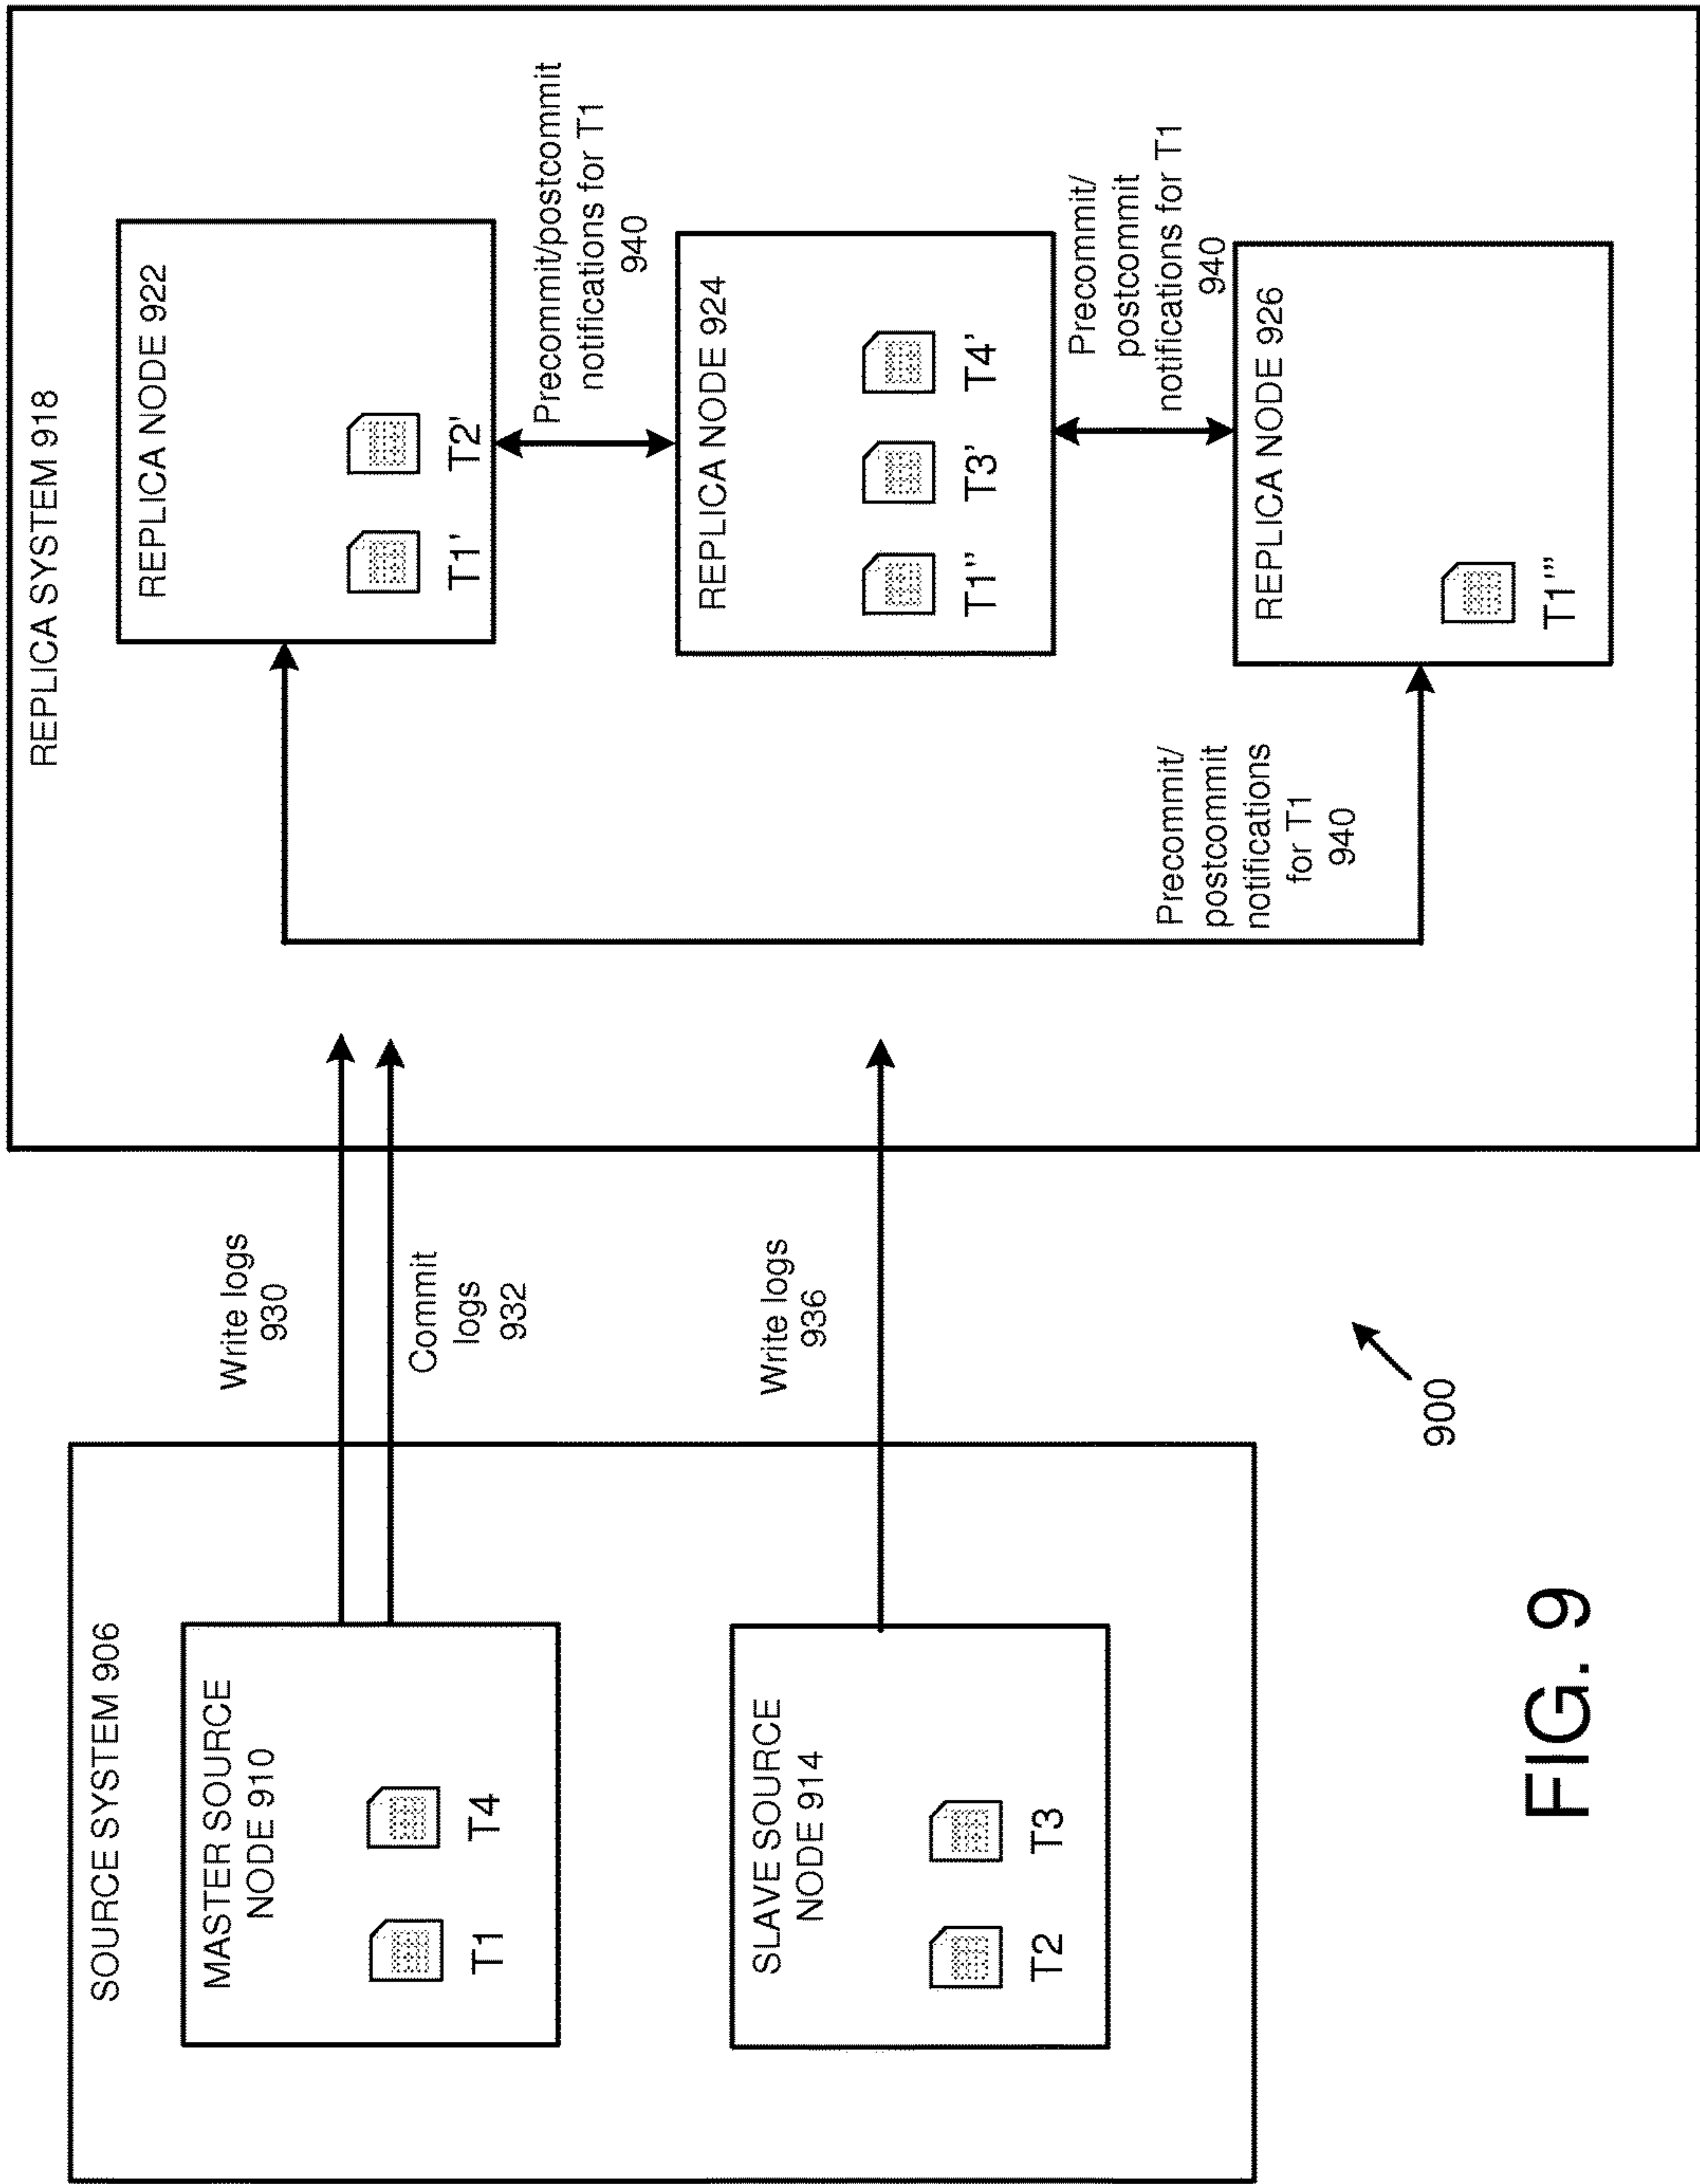 SOURCE SYSTEM 906
MASTER SOURCE
NODE 910
T1
T4
SLAVE SOURCE
NODE 914
T2
T3
Write logs
930
Commit
logs
932
Write logs
936
REPLICA SYSTEM 918
REPLICA NODE 922
T1'
T2'
Precommit/postcommit
notifications for T1
940
REPLICA NODE 924
T1''
T3'
T4'
Precommit/
postcommit
notifications for T1
940
REPLICA NODE 926
T1'''
Precommit/
postcommit
notifications
for T1
940
900
FIG. 9